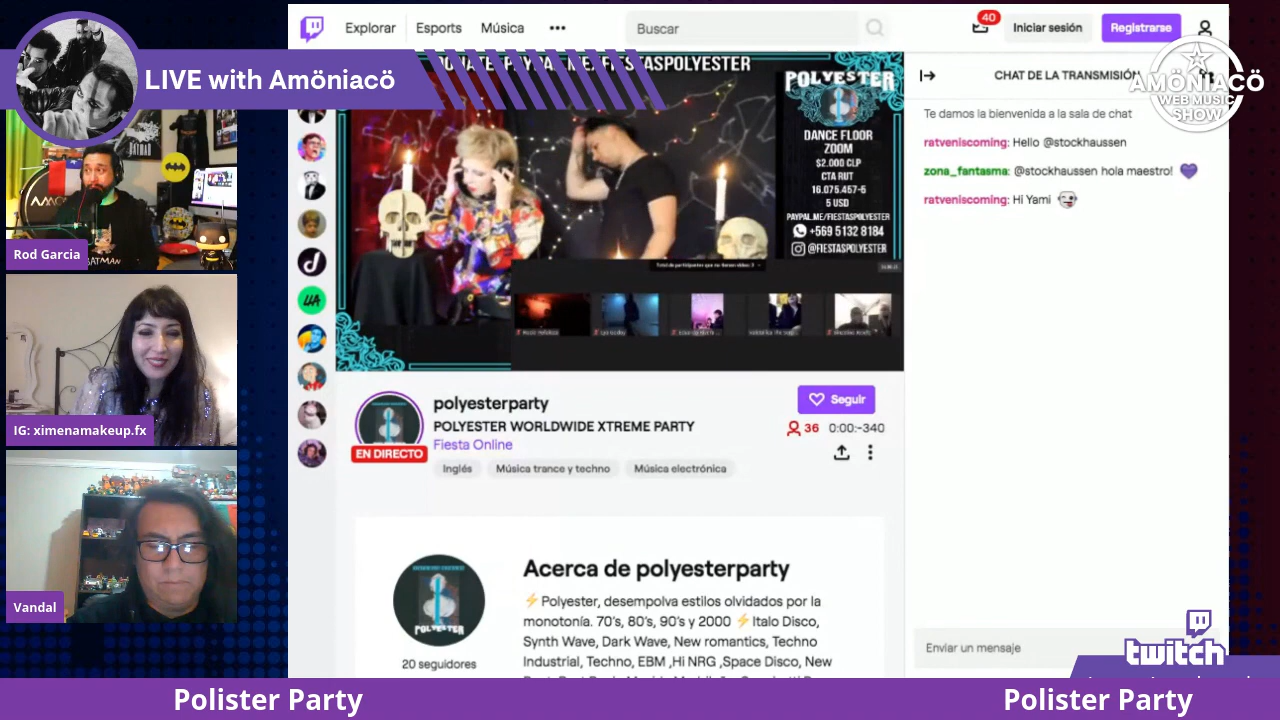 Explorar
Esports
Música
•••
Buscar
40
Iniciar sesión
Registrarse
LIVE with Amöniacö
POLYESTER
DANCE FLOOR
ZOOM
$2.000 CLP
CTA RUT
16.075.457-5
5 USD
PAYPAL.ME/FIESTASPOLYESTER
+569 5132 8184
@FIESTASPOLYESTER
CHAT DE LA TRANSMISIÓN
AMÖNIACÖ
WEB MUSIC
SHOW
Te damos la bienvenida a la sala de chat
ratveniscoming: Hello @stockhaussen
zona_fantasma: @stockhaussen hola maestro! 💜
ratveniscoming: Hi Yami 👻
BATMAN
Rod Garcia
IG: ximenamakeup.fx
Vandal
polyesterparty
POLYESTER WORLDWIDE XTREME PARTY
Fiesta Online
EN DIRECTO
Inglés
Música trance y techno
Música electrónica
Seguir
36
0:00:-340
POLYESTER
20 seguidores
Acerca de polyesterparty
⚡Polyester, desempolva estilos olvidados por la
monotonía. 70's, 80's, 90's y 2000 ⚡Italo Disco,
Synth Wave, Dark Wave, New romantics, Techno
Industrial, Techno, EBM ,Hi NRG ,Space Disco, New
Enviar un mensaje
twitch
Polister Party
Polister Party